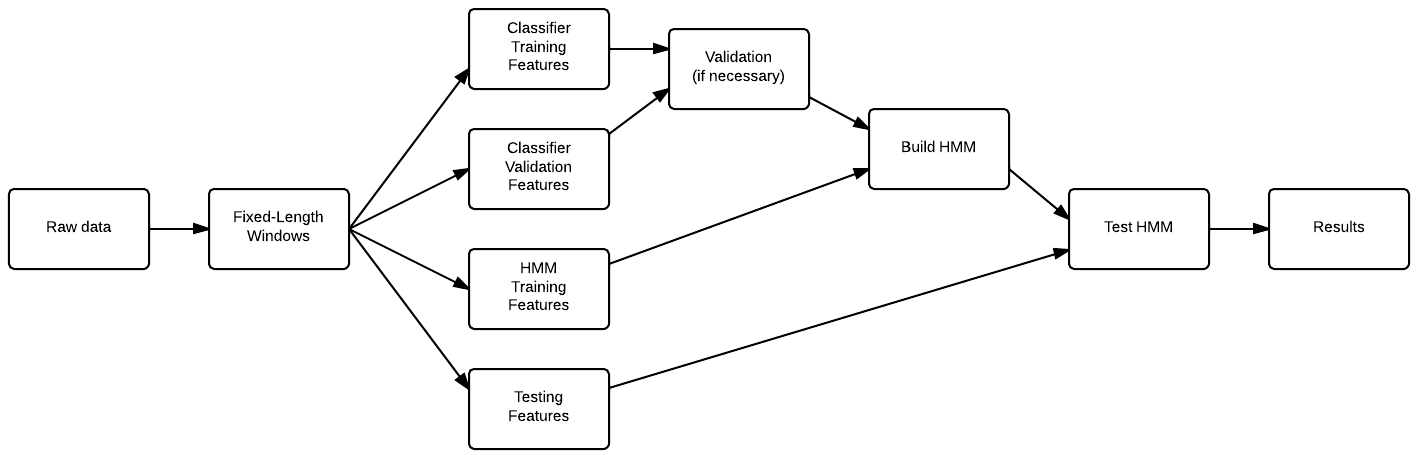 Raw data
Fixed-Length
Windows
Classifier
Training
Features
Classifier
Validation
Features
HMM
Training
Features
Testing
Features
Validation
(if necessary)
Build HMM
Test HMM
Results